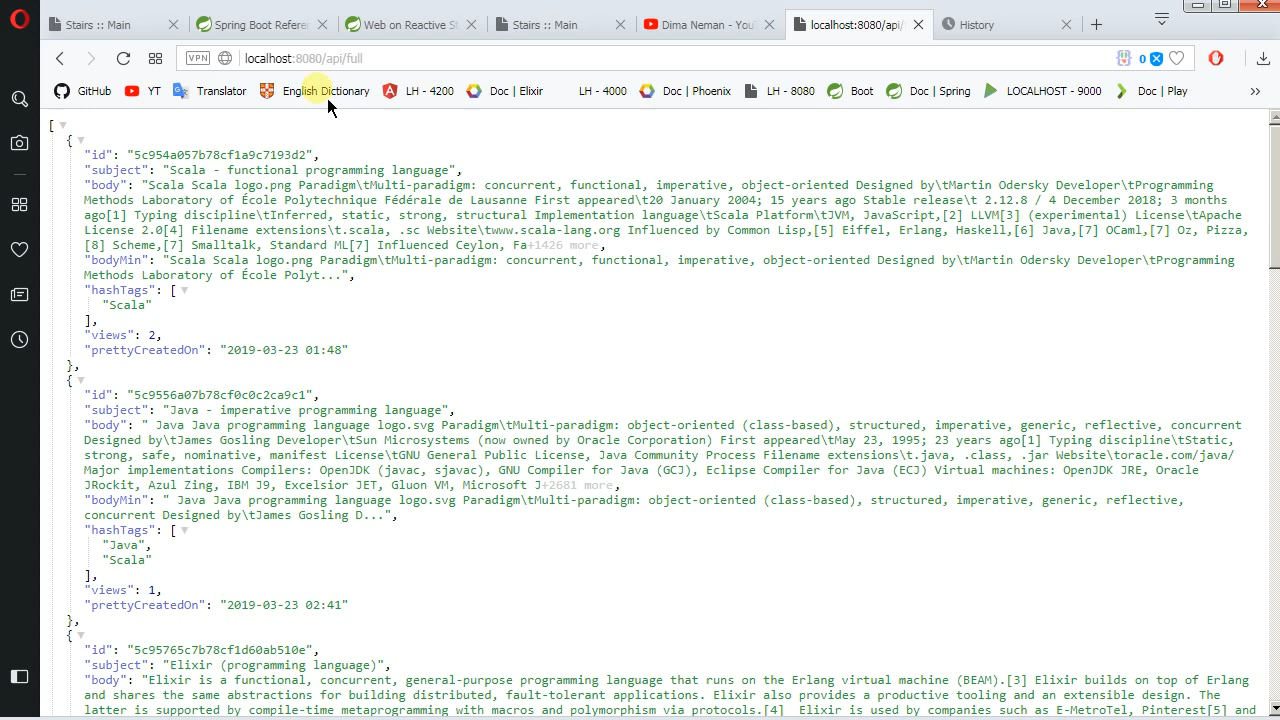 Stairs :: Main
Spring Boot Refere
Web on Reactive St
Stairs :: Main
Dima Neman - You
localhost:8080/api/
History
VPN
localhost:8080/api/full
0
GitHub
YT
Translator
English Dictionary
LH - 4200
Doc | Elixir
LH - 4000
Doc | Phoenix
LH - 8080
Boot
Doc | Spring
LOCALHOST - 9000
Doc | Play
[
{
"id": "5c954a057b78cf1a9c7193d2",
"subject": "Scala - functional programming language",
"body": "Scala Scala logo.png Paradigm\tMulti-paradigm: concurrent, functional, imperative, object-oriented Designed by\tMartin Odersky Developer\tProgramming
Methods Laboratory of École Polytechnique Fédérale de Lausanne First appeared\t20 January 2004; 15 years ago Stable release\t 2.12.8 / 4 December 2018; 3 months
ago[1] Typing discipline\tInferred, static, strong, structural Implementation language\tScala Platform\tJVM, JavaScript,[2] LLVM[3] (experimental) License\tApache
License 2.0[4] Filename extensions\t.scala, .sc Website\twww.scala-lang.org Influenced by Common Lisp,[5] Eiffel, Erlang, Haskell,[6] Java,[7] OCaml,[7] Oz, Pizza,
[8] Scheme,[7] Smalltalk, Standard ML[7] Influenced Ceylon, Fa+1426 more,
"bodyMin": "Scala Scala logo.png Paradigm\tMulti-paradigm: concurrent, functional, imperative, object-oriented Designed by\tMartin Odersky Developer\tProgramming
Methods Laboratory of École Polyt...",
"hashTags": [
"Scala"
],
"views": 2,
"prettyCreatedOn": "2019-03-23 01:48"
},
{
"id": "5c9556a07b78cf0c0c2ca9c1",
"subject": "Java - imperative programming language",
"body": " Java Java programming language logo.svg Paradigm\tMulti-paradigm: object-oriented (class-based), structured, imperative, generic, reflective, concurrent
Designed by\tJames Gosling Developer\tSun Microsystems (now owned by Oracle Corporation) First appeared\tMay 23, 1995; 23 years ago[1] Typing discipline\tStatic,
strong, safe, nominative, manifest License\tGNU General Public License, Java Community Process Filename extensions\t.java, .class, .jar Website\toracle.com/java/
Major implementations Compilers: OpenJDK (javac, sjavac), GNU Compiler for Java (GCJ), Eclipse Compiler for Java (ECJ) Virtual machines: OpenJDK JRE, Oracle
JRockit, Azul Zing, IBM J9, Excelsior JET, Gluon VM, Microsoft J+2681 more,
"bodyMin": " Java Java programming language logo.svg Paradigm\tMulti-paradigm: object-oriented (class-based), structured, imperative, generic, reflective,
concurrent Designed by\tJames Gosling D...",
"hashTags": [
"Java",
"Scala"
],
"views": 1,
"prettyCreatedOn": "2019-03-23 02:41"
},
{
"id": "5c95765c7b78cf1d60ab510e",
"subject": "Elixir (programming language)",
"body": "Elixir is a functional, concurrent, general-purpose programming language that runs on the Erlang virtual machine (BEAM).[3] Elixir builds on top of Erlang
and shares the same abstractions for building distributed, fault-tolerant applications. Elixir also provides a productive tooling and an extensible design. The
latter is supported by compile-time metaprogramming with macros and polymorphism via protocols.[4]  Elixir is used by companies such as E-MetroTel, Pinterest[5] and